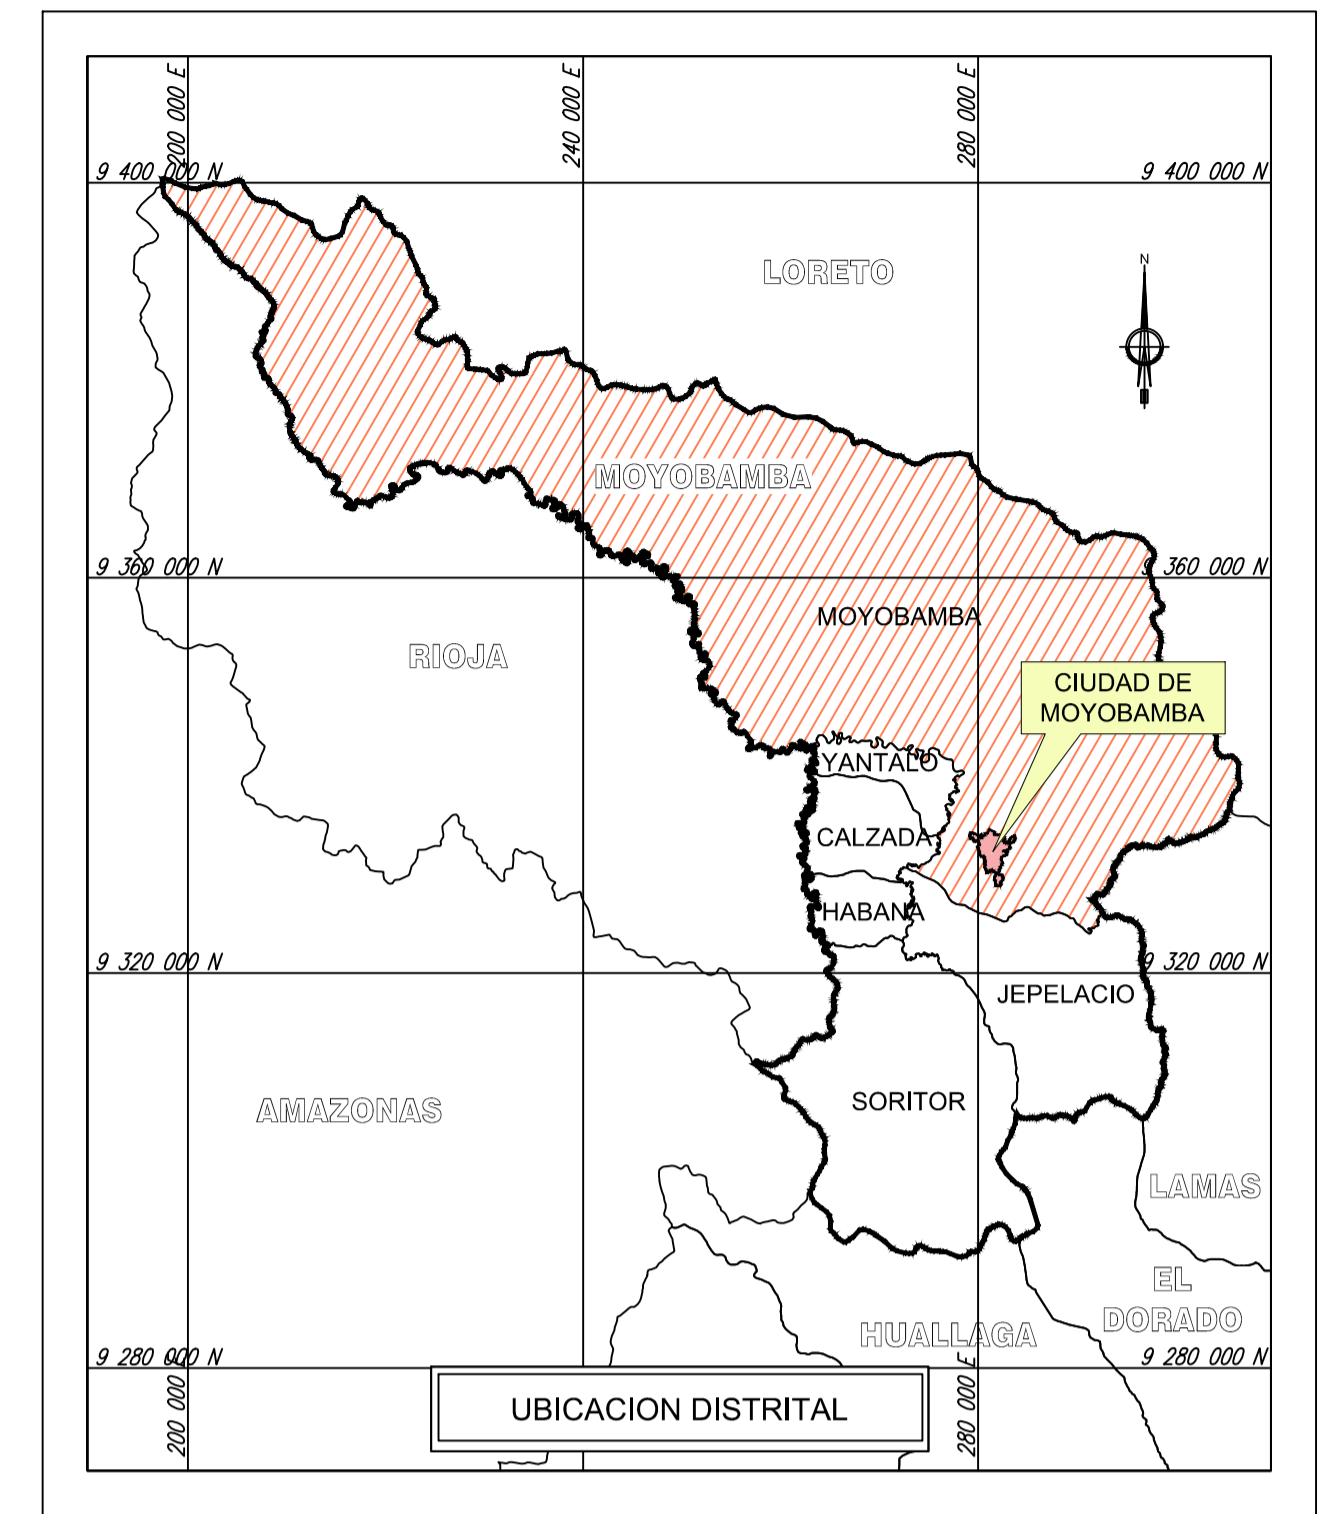 200 000 E
240 000 E
280 000 E
9 400 000 N
9 400 000 N
LORETO
N
MOYOBAMBA
9 360 000 N
9 360 000 N
MOYOBAMBA
RIOJA
CIUDAD DE
MOYOBAMBA
YANTALO
CALZADA
HABANA
9 320 000 N
9 320 000 N
JEPELACIO
SORITOR
AMAZONAS
LAMAS
EL
DORADO
HUALLAGA
9 280 000 N
9 280 000 N
200 000 E
280 000 E
UBICACION DISTRITAL